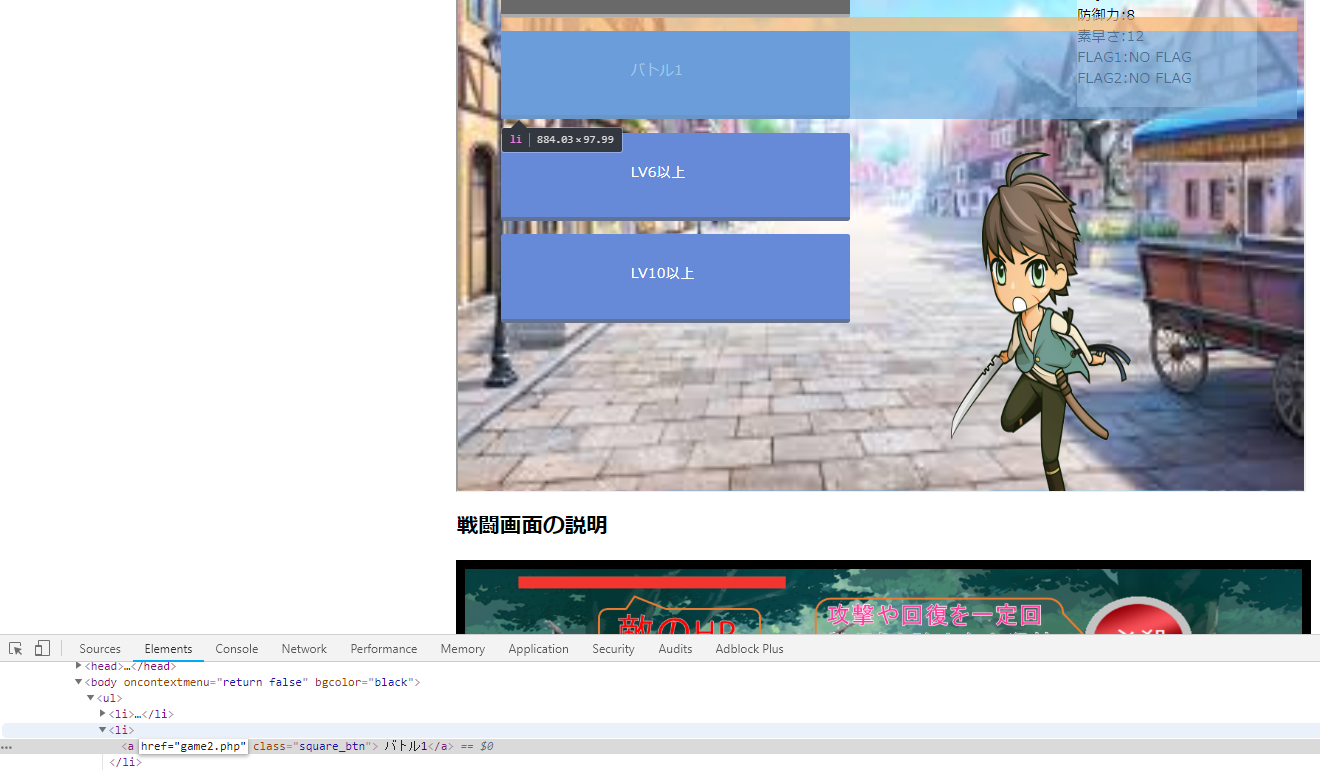 防御力:8
素早さ:12
FLAG1:NO FLAG
FLAG2:NO FLAG
バトル1
li 884.03×97.99
LV6以上
LV10以上
戦闘画面の説明
敵のHP
攻撃や回復を一定回
Sources Elements Console Network Performance Memory Application Security Audits Adblock Plus
<head>…</head>
<body oncontextmenu="return false" bgcolor="black">
<ul>
<li>…</li>
<li>
… <a href="game2.php" class="square_btn"> バトル1</a> == $0
</li>